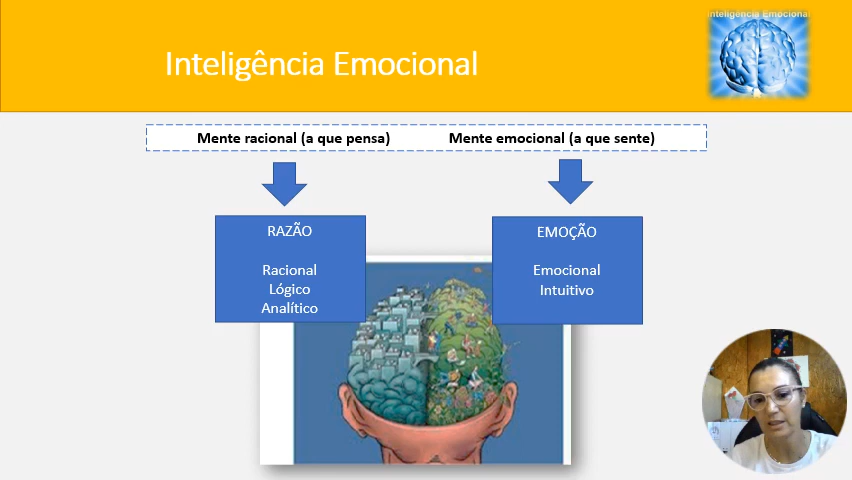 Inteligência Emocional
Inteligência Emocional
Mente racional (a que pensa) Mente emocional (a que sente)
RAZÃO
Racional
Lógico
Analítico
EMOÇÃO
Emocional
Intuitivo